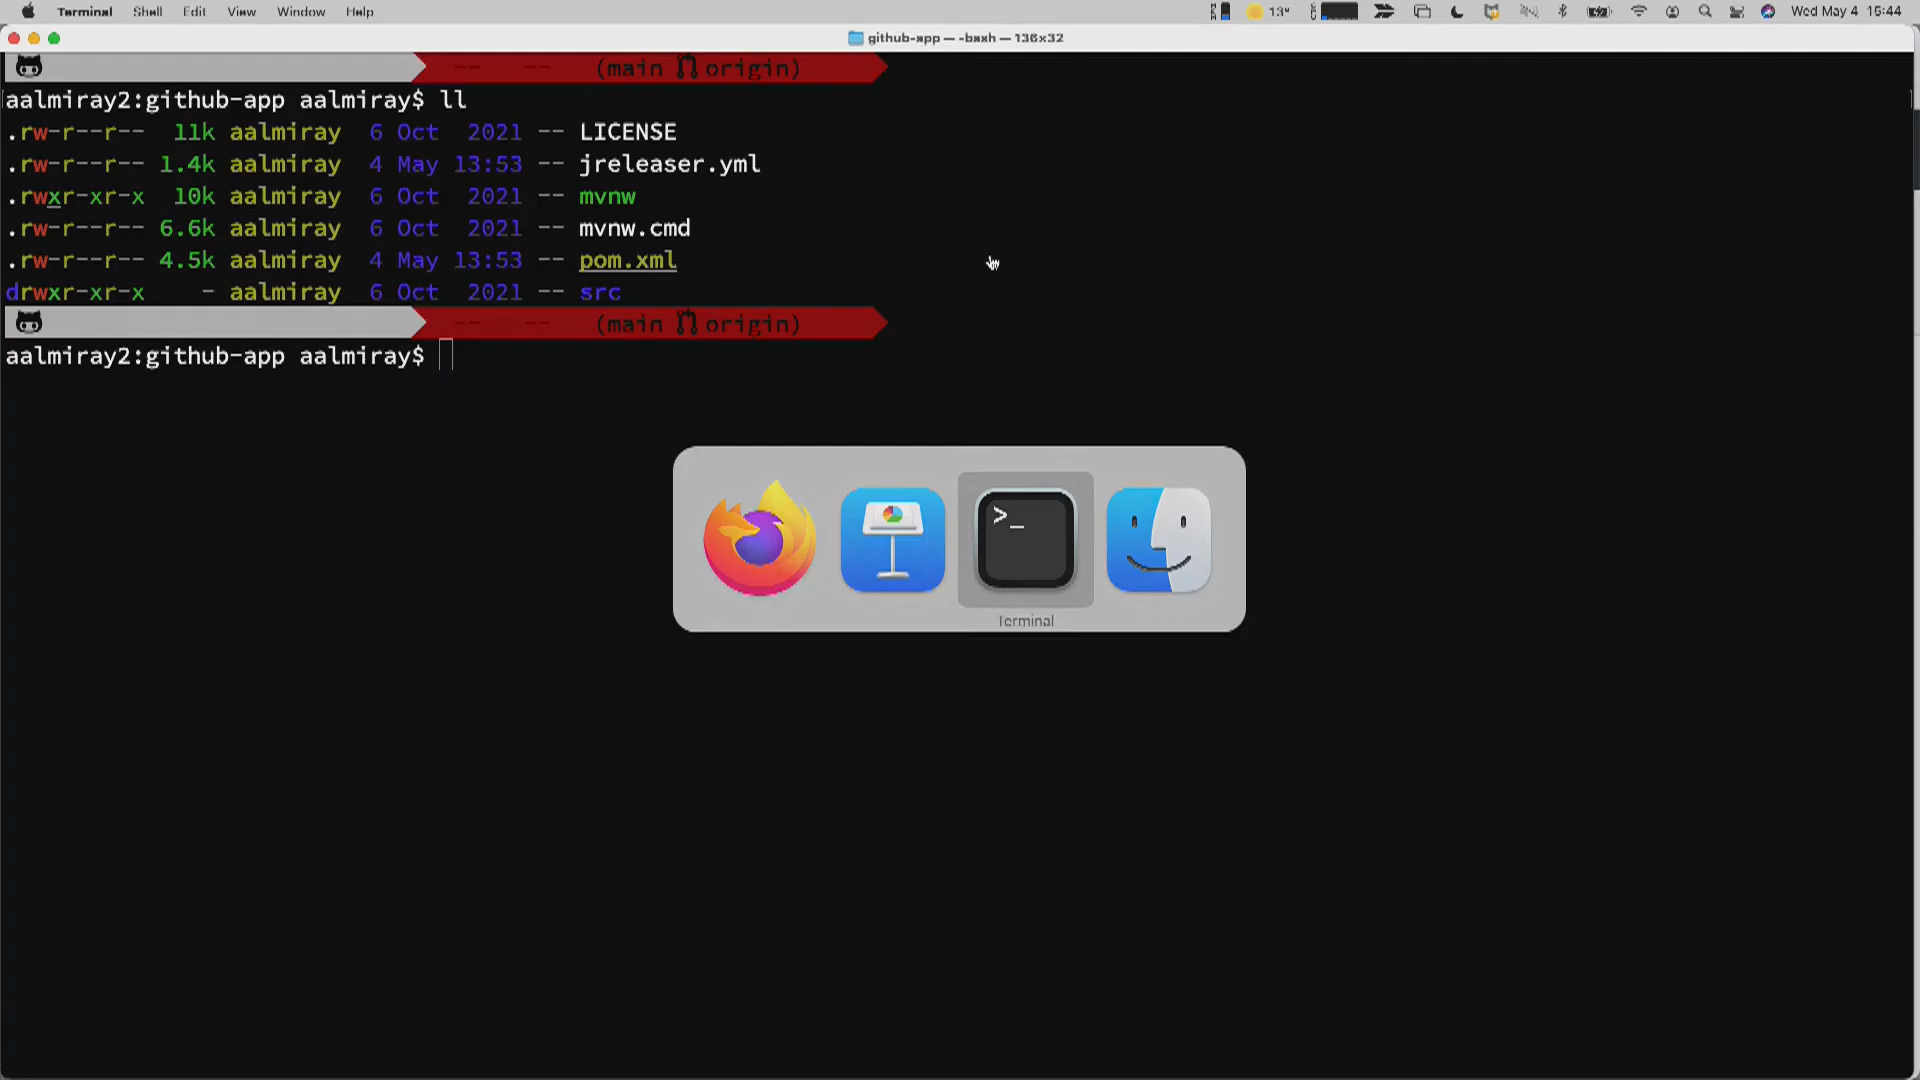 Terminal Shell Edit View Window Help 13° Wed May 4 15:44
github-app — -bash — 136×32
-- -- (main origin)
aalmiray2:github-app aalmiray$ ll
.rw-r--r-- 11k aalmiray 6 Oct 2021 -- LICENSE
.rw-r--r-- 1.4k aalmiray 4 May 13:53 -- jreleaser.yml
.rwxr-xr-x 10k aalmiray 6 Oct 2021 -- mvnw
.rw-r--r-- 6.6k aalmiray 6 Oct 2021 -- mvnw.cmd
.rw-r--r-- 4.5k aalmiray 4 May 13:53 -- pom.xml
drwxr-xr-x - aalmiray 6 Oct 2021 -- src
-- -- (main origin)
aalmiray2:github-app aalmiray$
>_
Terminal